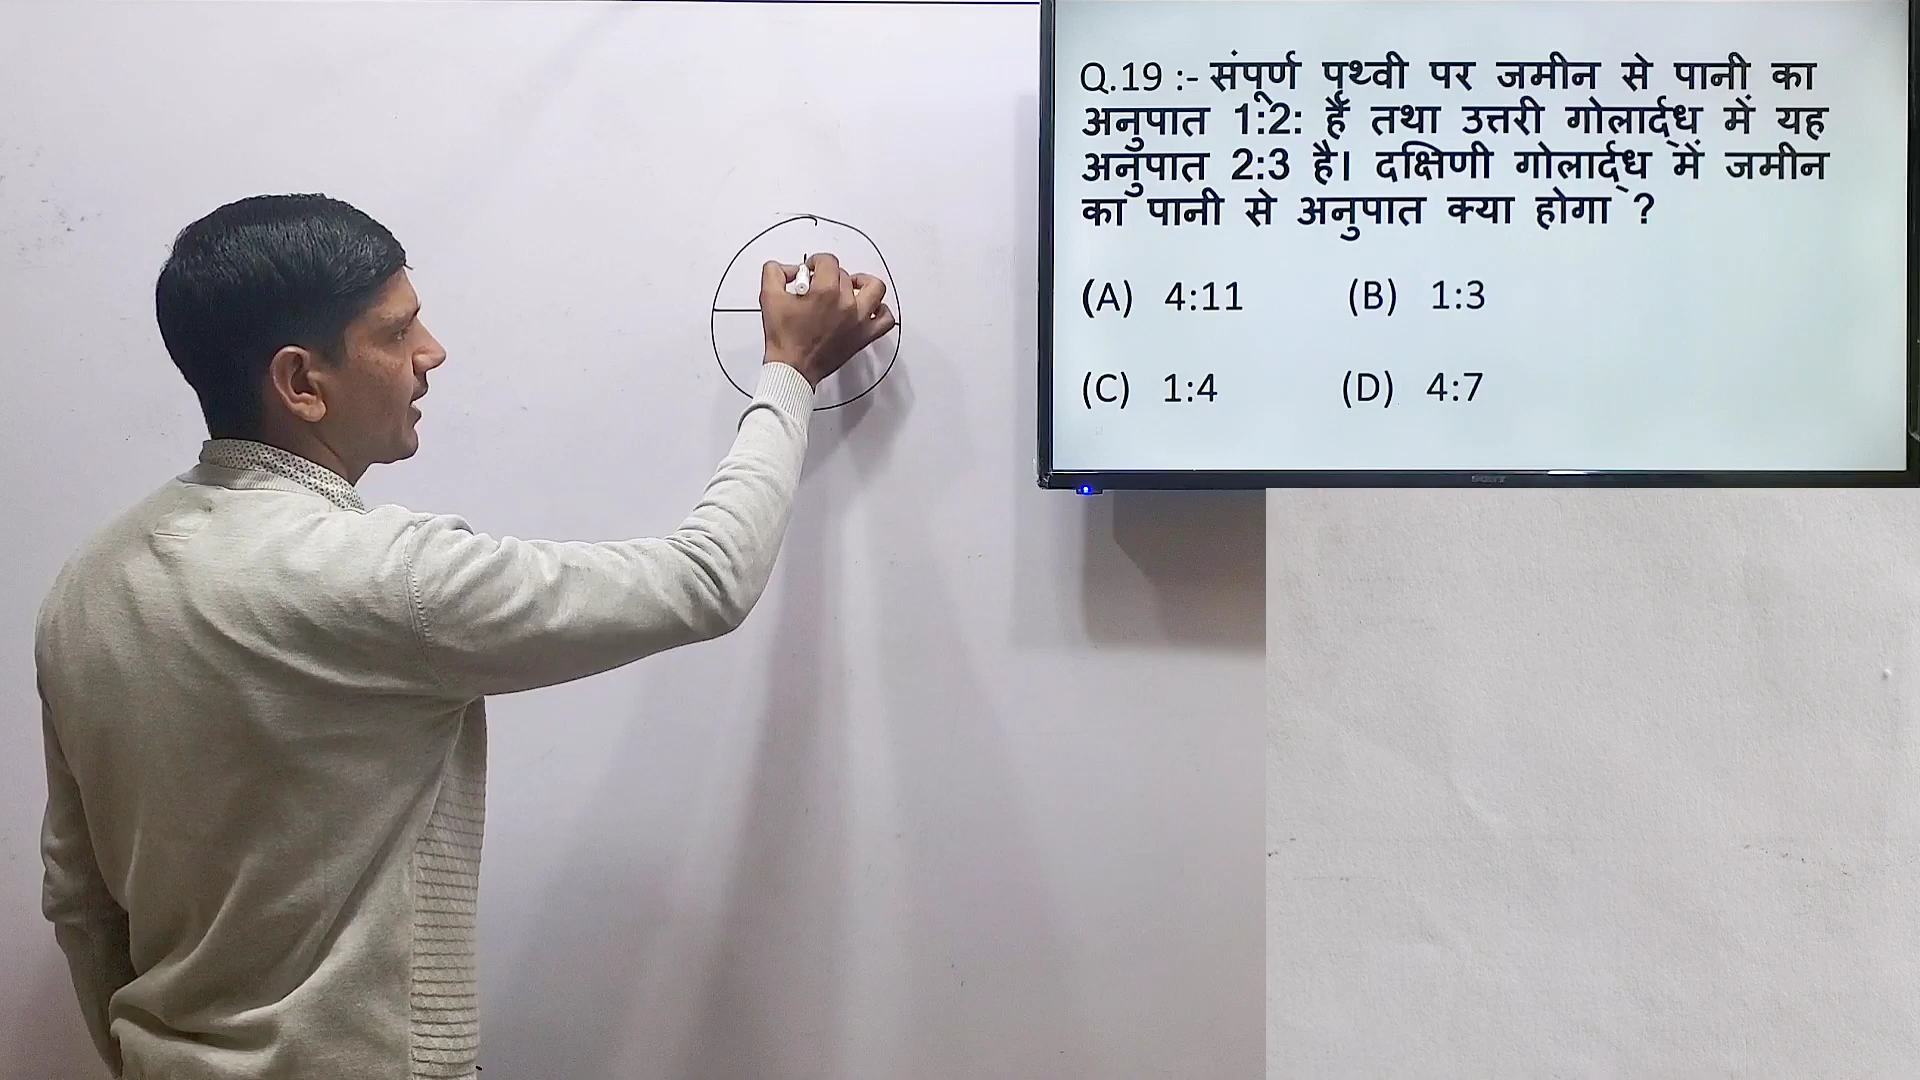 Q.19 :- संपूर्ण पृथ्वी पर जमीन से पानी का
अनुपात 1:2: है तथा उत्तरी गोलार्द्ध में यह
अनुपात 2:3 है। दक्षिणी गोलार्द्ध में जमीन
का पानी से अनुपात क्या होगा ?
(A) 4:11 (B) 1:3
(C) 1:4 (D) 4:7
SONY